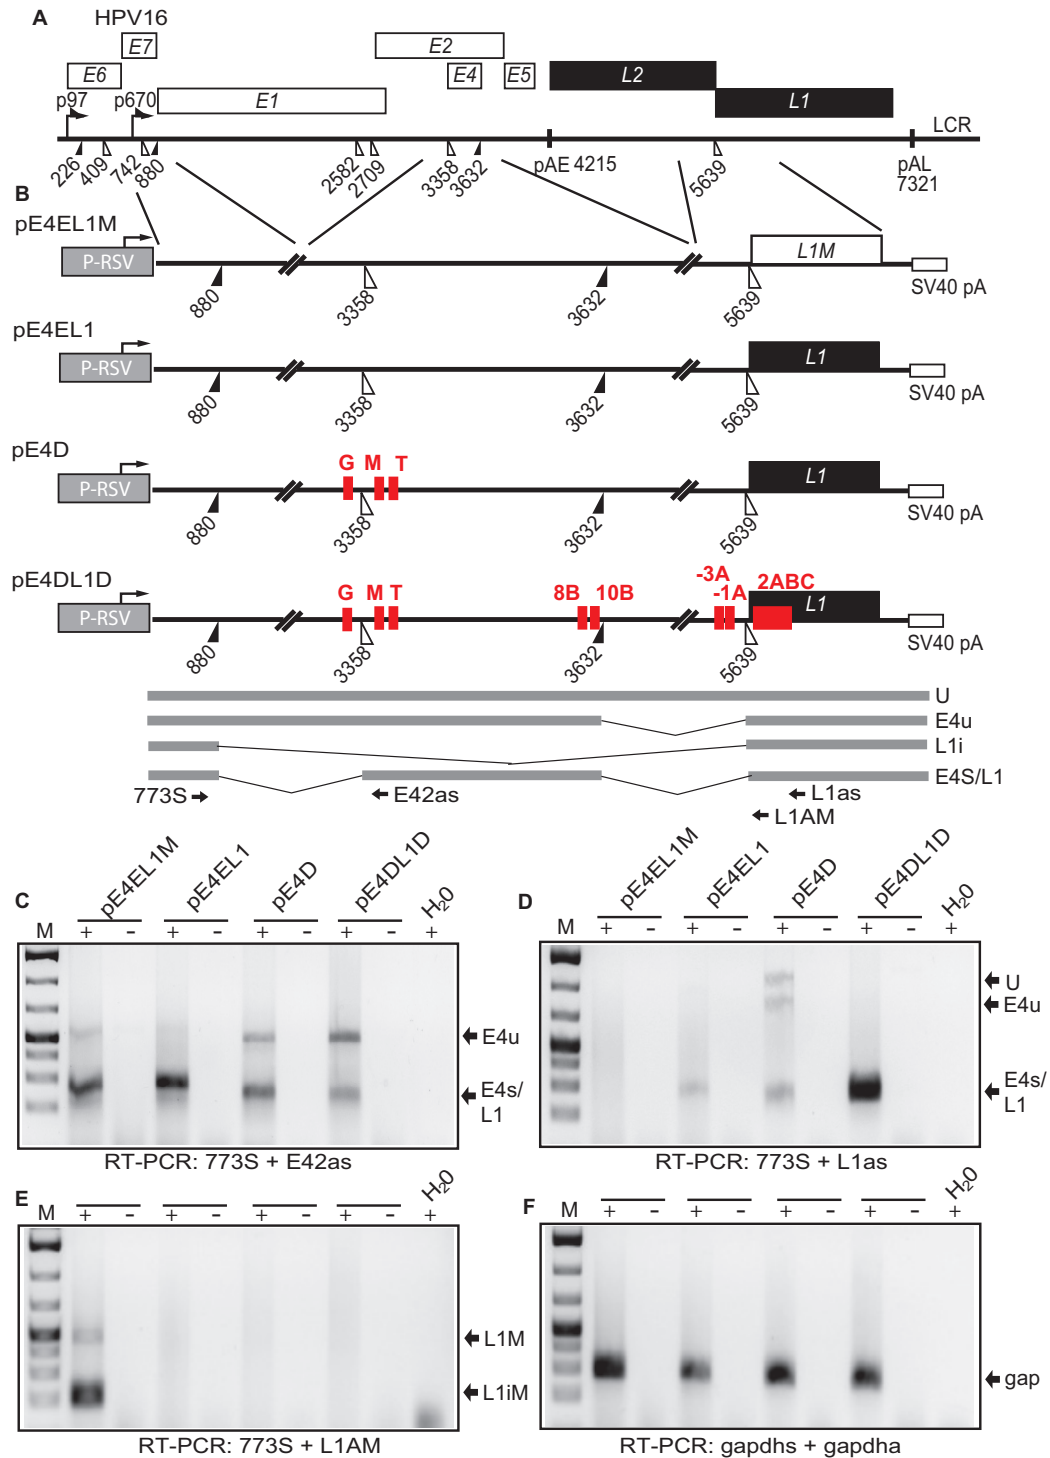 A
HPV16
E7
E2
E6
E4
E5
L2
p97
p670
E1
L1
LCR
226
409
742
880
2582
2709
3358
3632
pAE 4215
5639
pAL
7321
B
pE4EL1M
P-RSV
L1M
880
3358
3632
5639
SV40 pA
pE4EL1
P-RSV
L1
880
3358
3632
5639
SV40 pA
pE4D
G M T
P-RSV
L1
880
3358
3632
5639
SV40 pA
pE4DL1D
G M T
8B 10B
-3A
-1A
2ABC
P-RSV
L1
880
3358
3632
5639
SV40 pA
U
E4u
L1i
E4S/L1
773S
E42as
L1as
L1AM
C
pE4EL1M
pE4EL1
pE4D
pE4DL1D
H20
M + - + - + - + - +
E4u
E4s/
L1
RT-PCR: 773S + E42as
D
pE4EL1M
pE4EL1
pE4D
pE4DL1D
H20
M + - + - + - + - +
U
E4u
E4s/
L1
RT-PCR: 773S + L1as
E
H20
M + - + - + - + - +
L1M
L1iM
RT-PCR: 773S + L1AM
F
H20
M + - + - + - + - +
gap
RT-PCR: gapdhs + gapdha